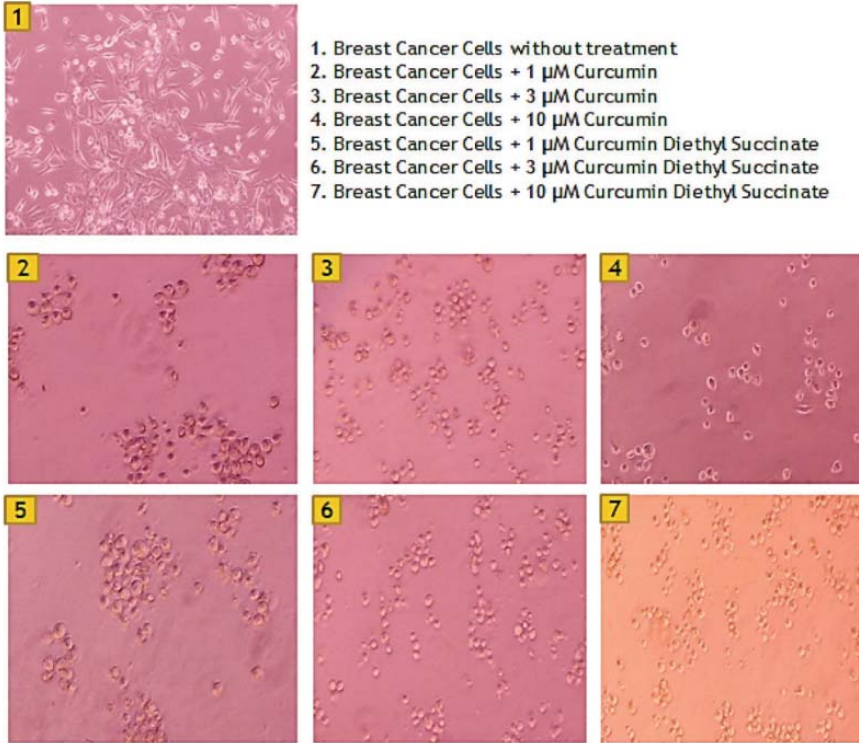 1
1. Breast Cancer Cells without treatment
2. Breast Cancer Cells + 1 µM Curcumin
3. Breast Cancer Cells + 3 µM Curcumin
4. Breast Cancer Cells + 10 µM Curcumin
5. Breast Cancer Cells + 1 µM Curcumin Diethyl Succinate
6. Breast Cancer Cells + 3 µM Curcumin Diethyl Succinate
7. Breast Cancer Cells + 10 µM Curcumin Diethyl Succinate
2
3
4
5
6
7